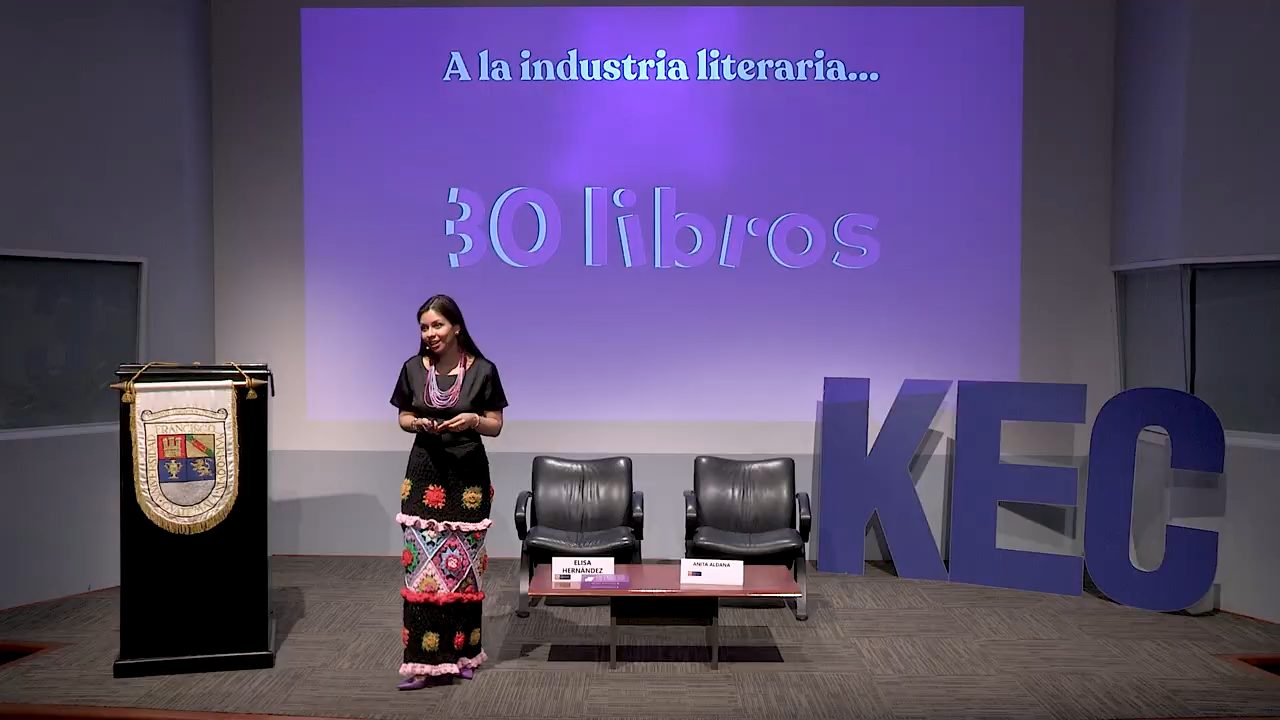 A la industria literaria...
30 libros
FRANCISCO
ELISA
HERNÁNDEZ
ANITA ALDANA
KEC